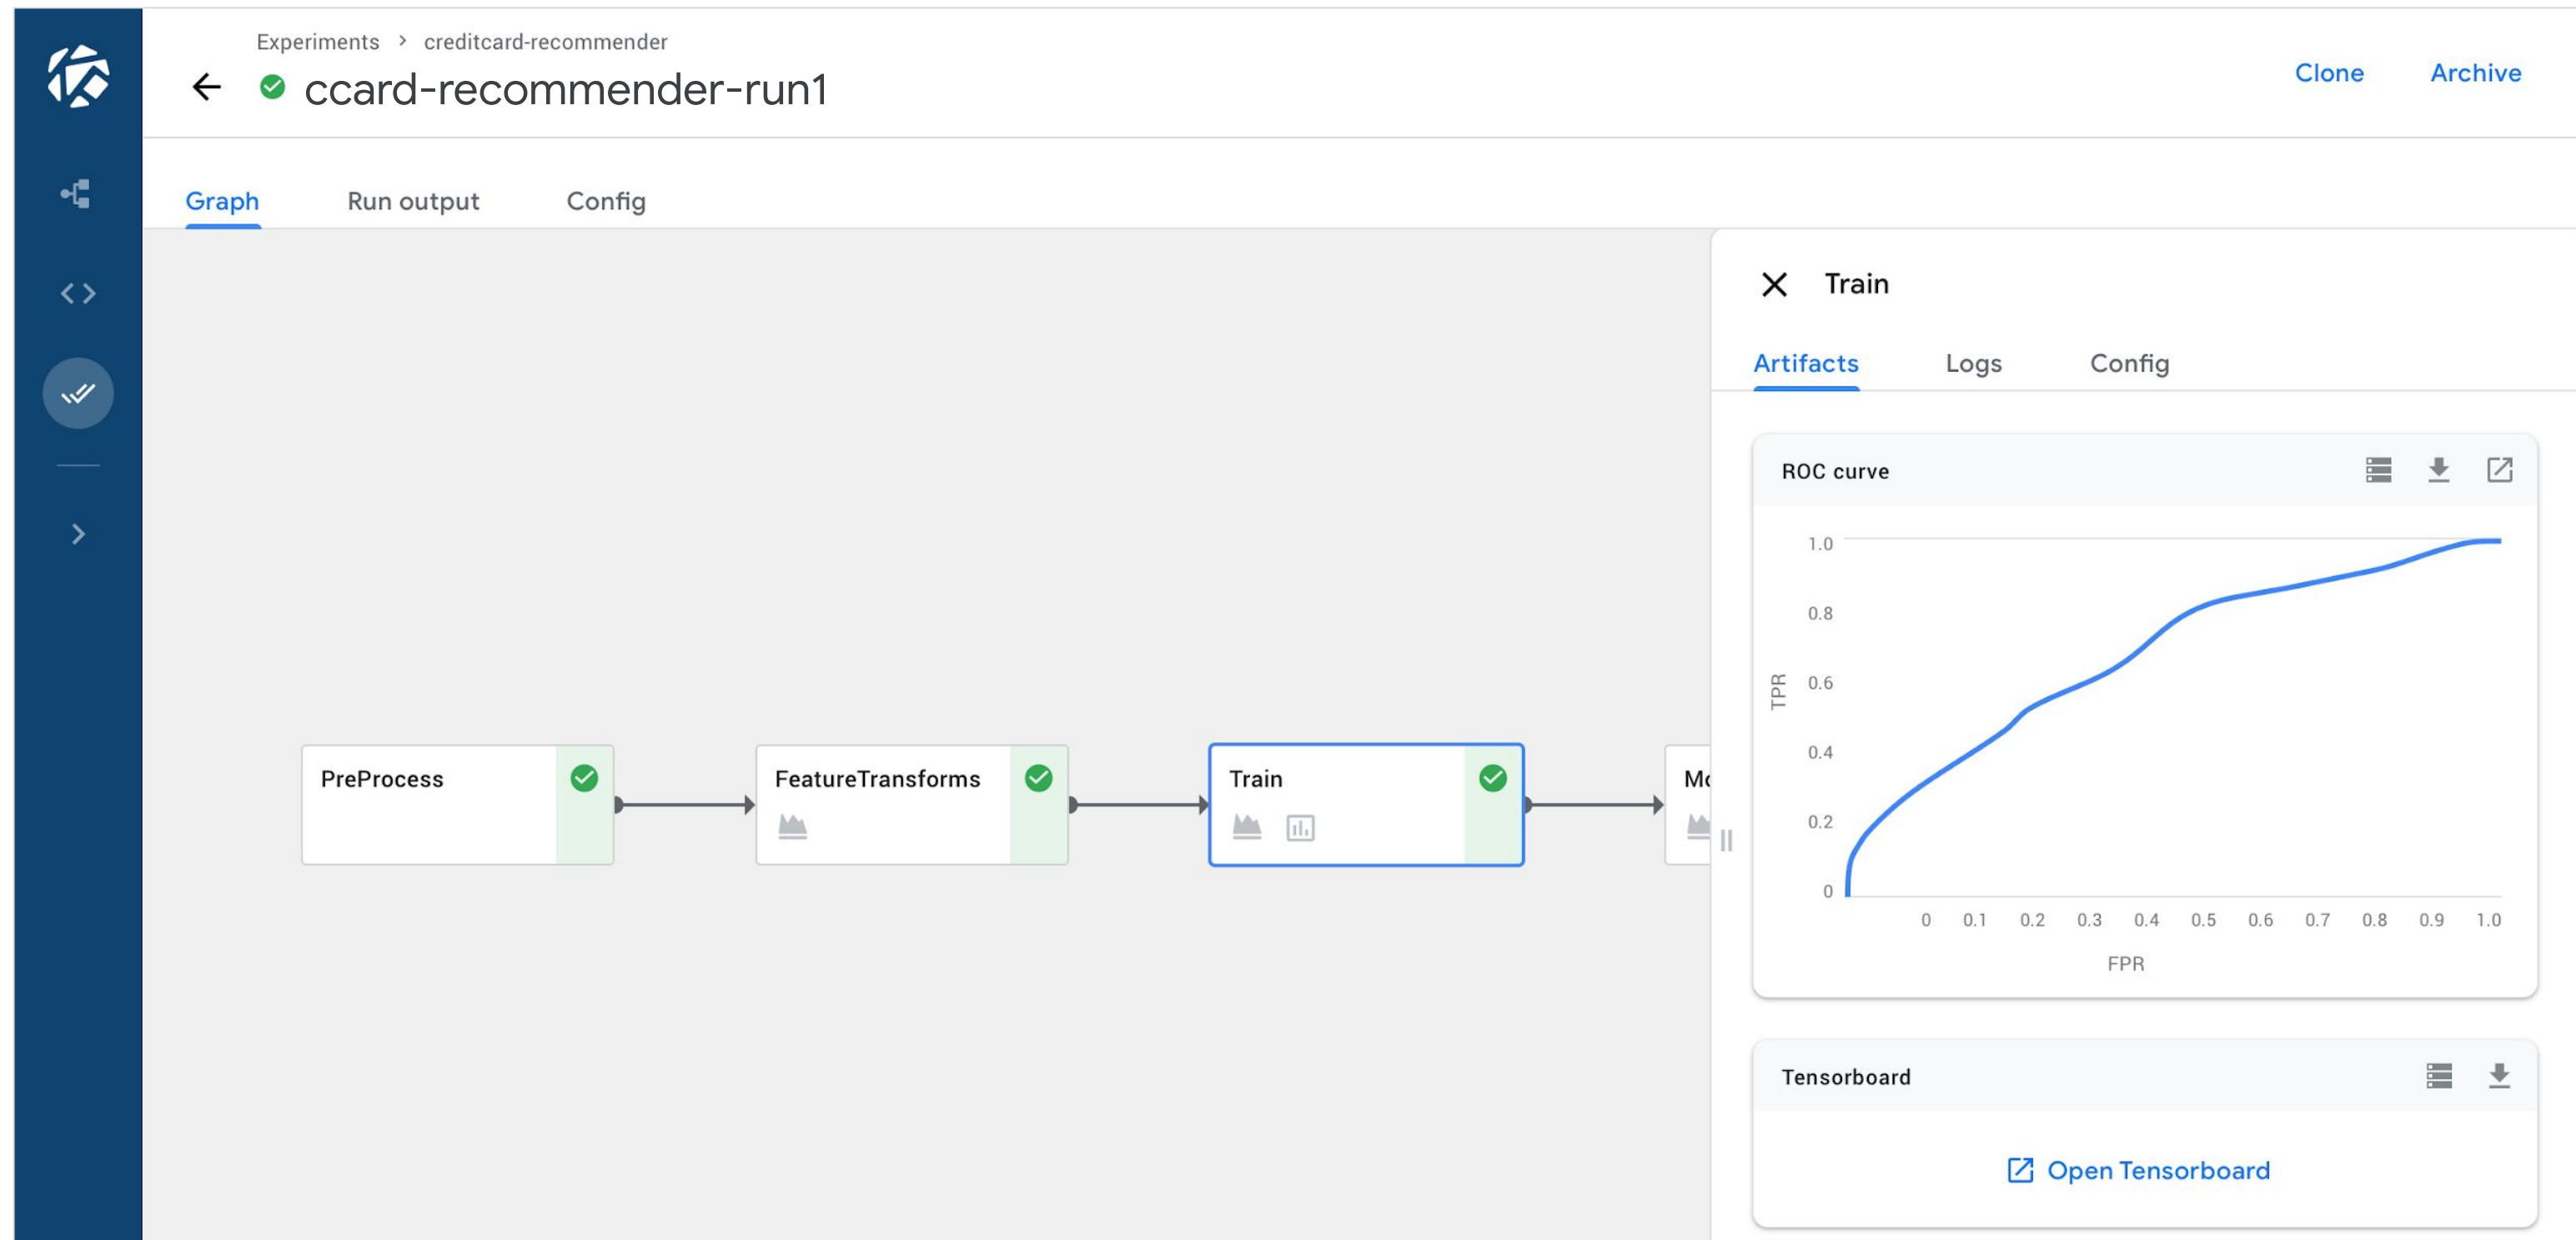 Experiments > creditcard-recommender
ccard-recommender-run1
Clone
Archive
Graph
Run output
Config
PreProcess
FeatureTransforms
Train
Train
Artifacts
Logs
Config
ROC curve
1.0
0.8
0.6
0.4
0.2
0
TPR
0 0.1 0.2 0.3 0.4 0.5 0.6 0.7 0.8 0.9 1.0
FPR
Tensorboard
Open Tensorboard